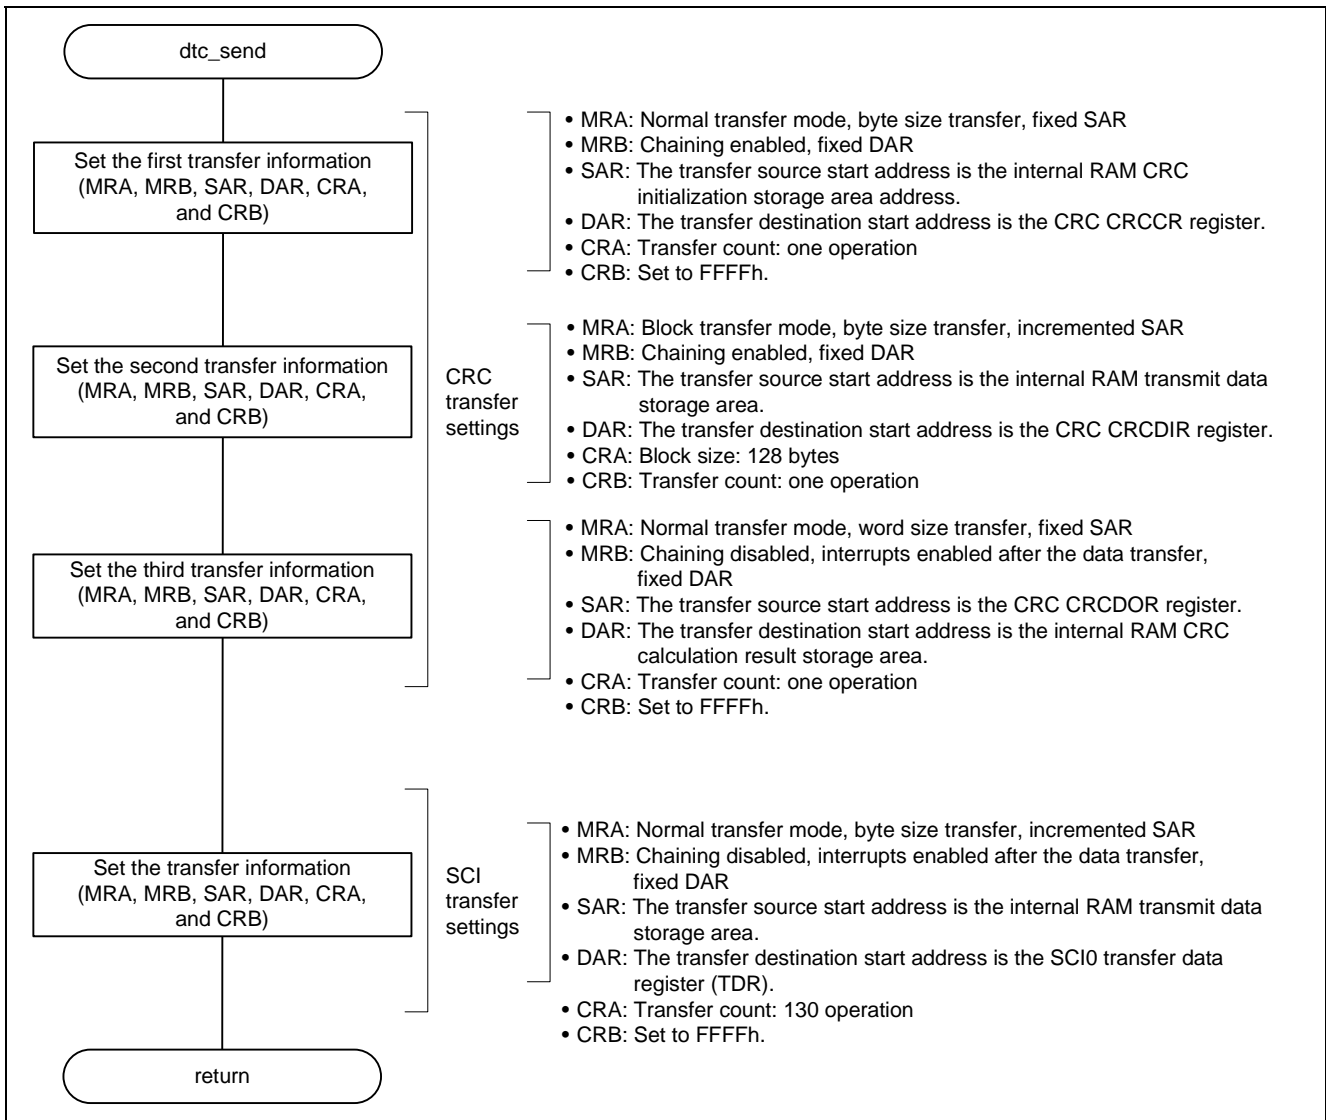 dtc_send
Set the first transfer information
(MRA, MRB, SAR, DAR, CRA,
and CRB)
• MRA: Normal transfer mode, byte size transfer, fixed SAR
• MRB: Chaining enabled, fixed DAR
• SAR: The transfer source start address is the internal RAM CRC
initialization storage area address.
• DAR: The transfer destination start address is the CRC CRCCR register.
• CRA: Transfer count: one operation
• CRB: Set to FFFFh.
Set the second transfer information
(MRA, MRB, SAR, DAR, CRA,
and CRB)
CRC
transfer
settings
• MRA: Block transfer mode, byte size transfer, incremented SAR
• MRB: Chaining enabled, fixed DAR
• SAR: The transfer source start address is the internal RAM transmit data
storage area.
• DAR: The transfer destination start address is the CRC CRCDIR register.
• CRA: Block size: 128 bytes
• CRB: Transfer count: one operation
Set the third transfer information
(MRA, MRB, SAR, DAR, CRA,
and CRB)
• MRA: Normal transfer mode, word size transfer, fixed SAR
• MRB: Chaining disabled, interrupts enabled after the data transfer,
fixed DAR
• SAR: The transfer source start address is the CRC CRCDOR register.
• DAR: The transfer destination start address is the internal RAM CRC
calculation result storage area.
• CRA: Transfer count: one operation
• CRB: Set to FFFFh.
Set the transfer information
(MRA, MRB, SAR, DAR, CRA,
and CRB)
SCI
transfer
settings
• MRA: Normal transfer mode, byte size transfer, incremented SAR
• MRB: Chaining disabled, interrupts enabled after the data transfer,
fixed DAR
• SAR: The transfer source start address is the internal RAM transmit data
storage area.
• DAR: The transfer destination start address is the SCI0 transfer data
register (TDR).
• CRA: Transfer count: 130 operation
• CRB: Set to FFFFh.
return